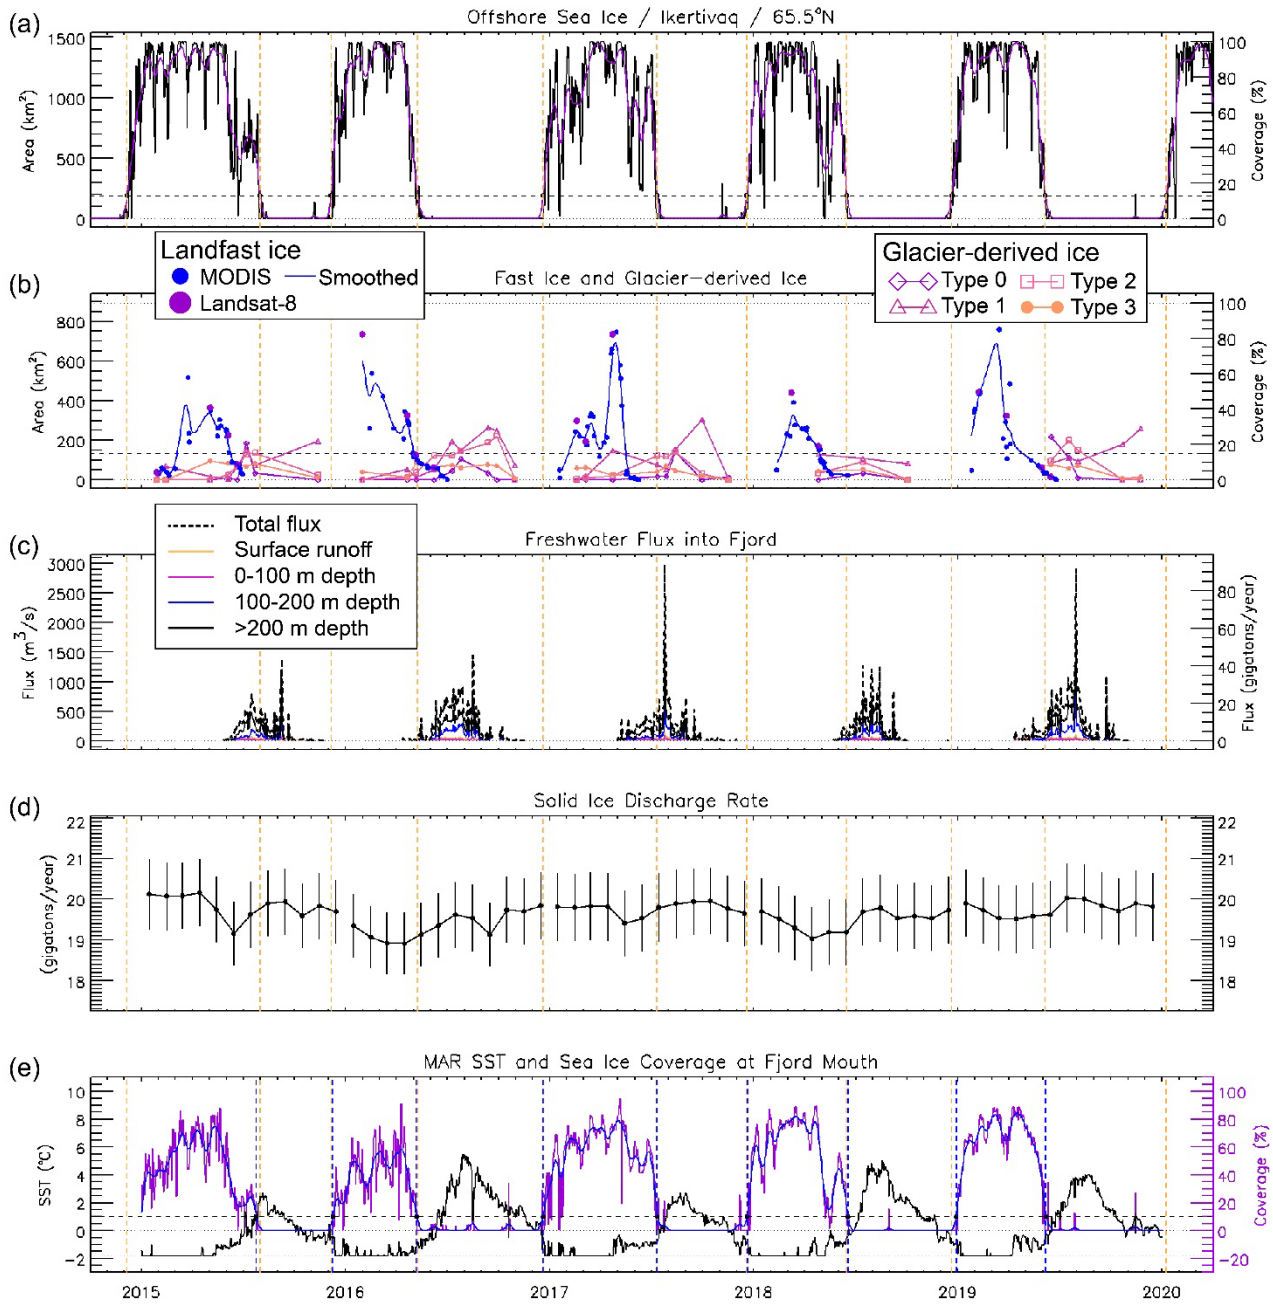 (a)
Offshore Sea Ice / Ikertivaq / 65.5°N
1500
1000
500
0
Area (km²)
100
80
60
40
20
0
Coverage (%)
Landfast ice
MODIS
Smoothed
Landsat-8
Glacier-derived ice
Type 0
Type 2
Type 1
Type 3
(b)
Fast Ice and Glacier-derived Ice
800
600
400
200
0
Area (km²)
100
80
60
40
20
0
Coverage (%)
Total flux
Surface runoff
0-100 m depth
100-200 m depth
>200 m depth
(c)
Freshwater Flux into Fjord
3000
2500
2000
1500
1000
500
0
Flux (m³/s)
80
60
40
20
0
Flux (gigatons/year)
(d)
Solid Ice Discharge Rate
22
21
20
19
18
(gigatons/year)
22
21
20
19
18
(e)
MAR SST and Sea Ice Coverage at Fjord Mouth
10
8
6
4
2
0
−2
SST (°C)
100
80
60
40
20
0
−20
Coverage (%)
2015
2016
2017
2018
2019
2020